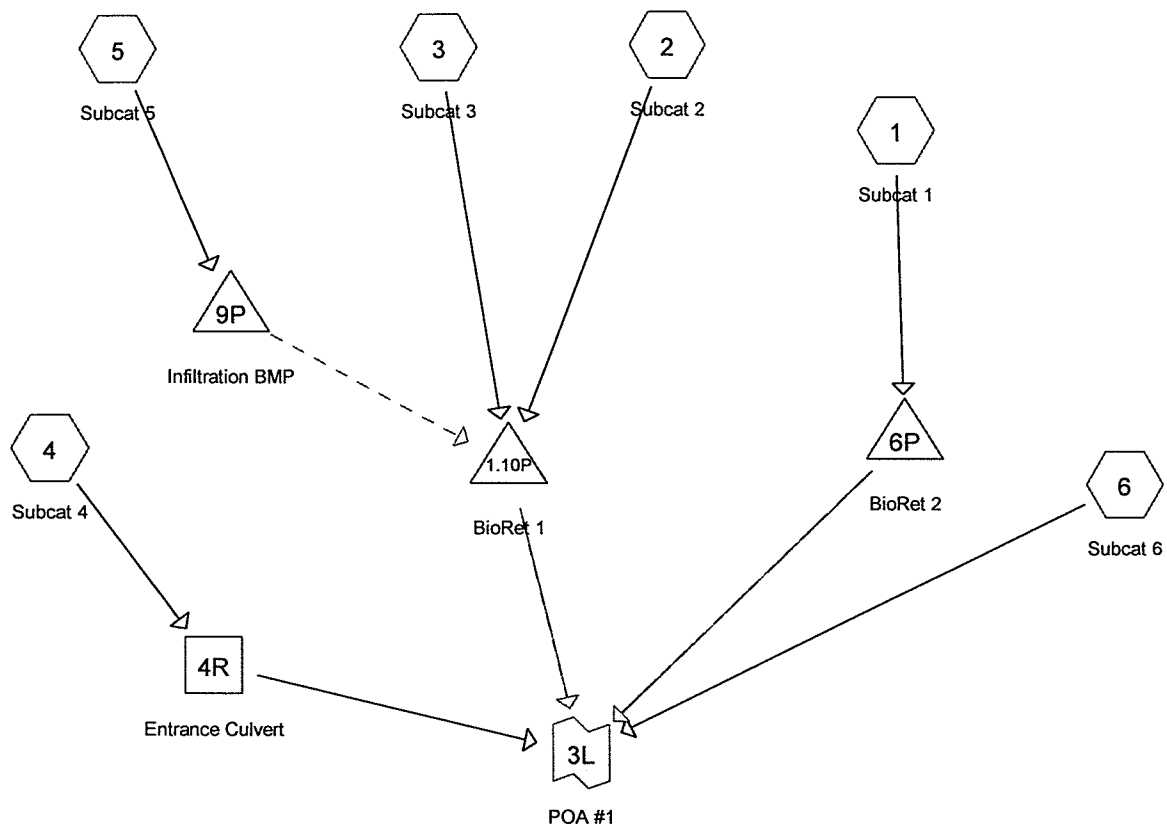 5
Subcat 5
3
Subcat 3
2
Subcat 2
1
Subcat 1
9P
Infiltration BMP
4
Subcat 4
1.10P
BioRet 1
6P
BioRet 2
6
Subcat 6
4R
Entrance Culvert
3L
POA #1